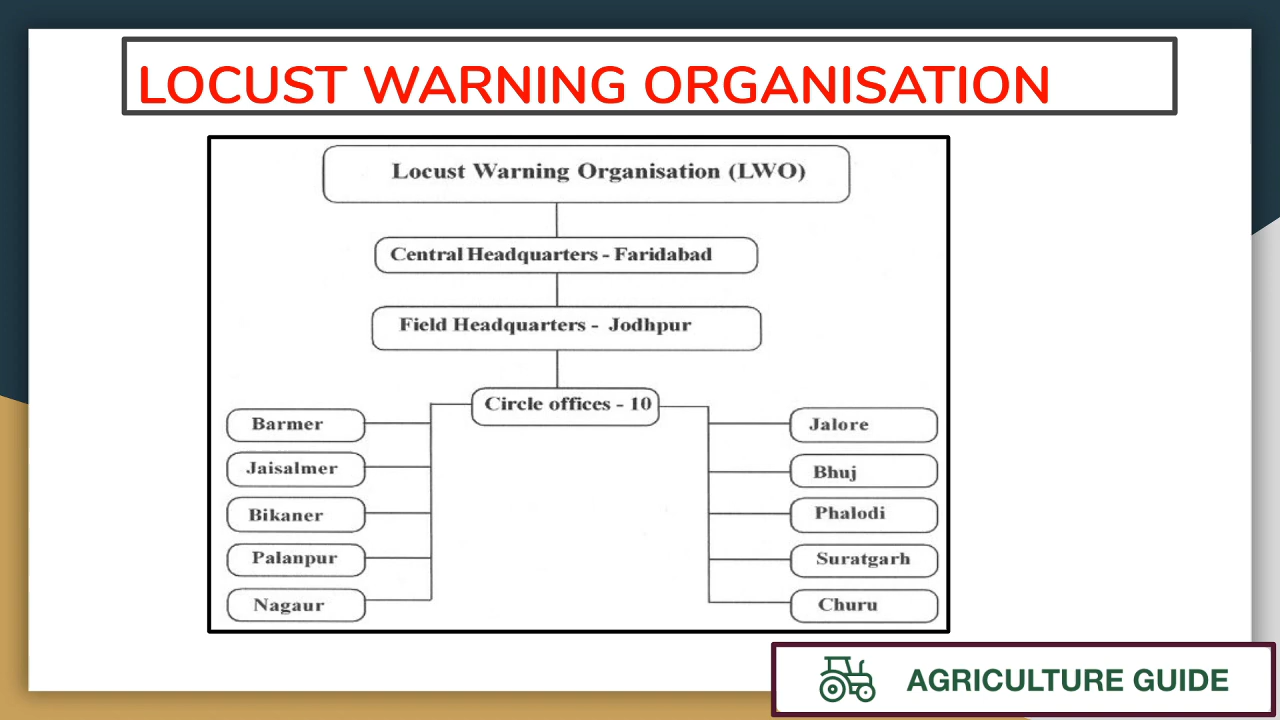 LOCUST WARNING ORGANISATION
Locust Warning Organisation (LWO)
Central Headquarters - Faridabad
Field Headquarters - Jodhpur
Circle offices - 10
Barmer
Jaisalmer
Bikaner
Palanpur
Nagaur
Jalore
Bhuj
Phalodi
Suratgarh
Churu
AGRICULTURE GUIDE